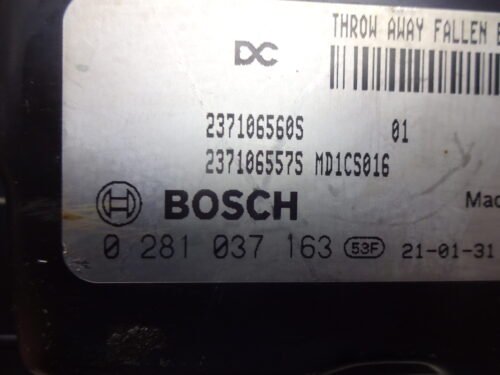 THROW AWAY FALLEN
DC
237106560S 01
237106557S MD1CS016
BOSCH
0 281 037 163 53F 21-01-31